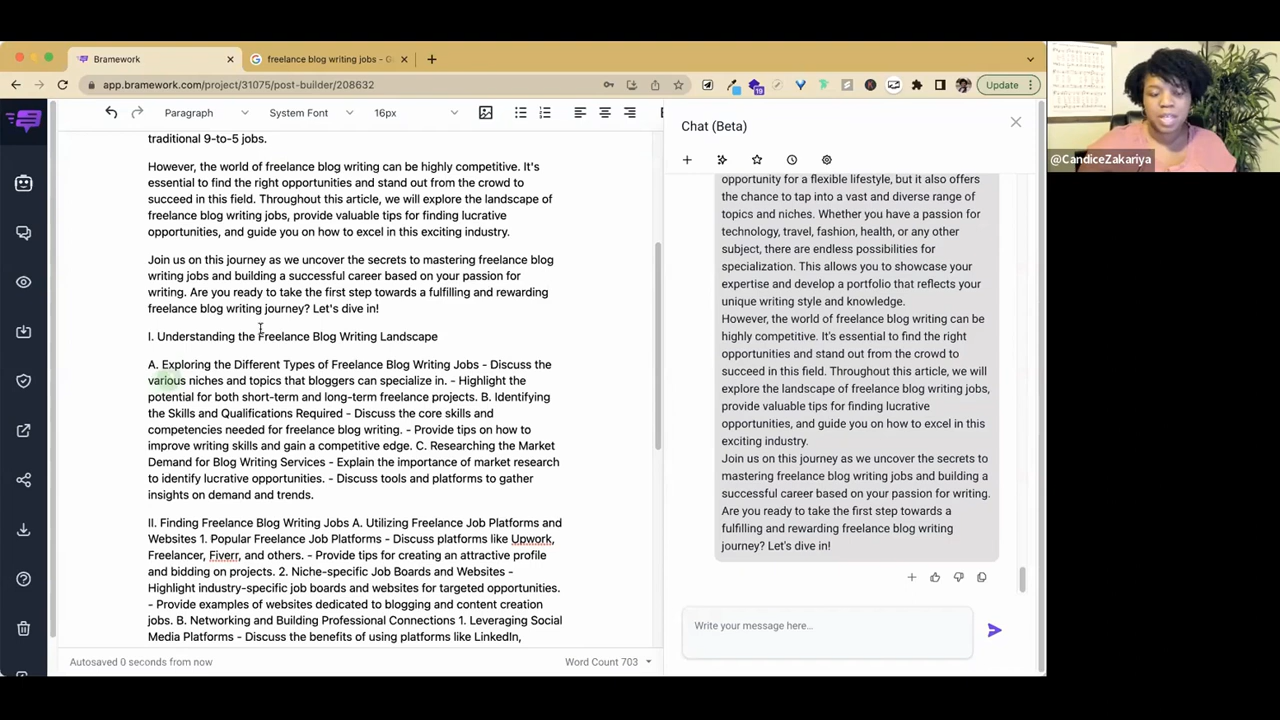 Bramework
freelance blog writing jobs - G
app.bramework.com/project/31075/post-builder/208632
19
Update
@CandiceZakariya
Paragraph
System Font
16px
traditional 9-to-5 jobs.
However, the world of freelance blog writing can be highly competitive. It's
essential to find the right opportunities and stand out from the crowd to
succeed in this field. Throughout this article, we will explore the landscape of
freelance blog writing jobs, provide valuable tips for finding lucrative
opportunities, and guide you on how to excel in this exciting industry.
Join us on this journey as we uncover the secrets to mastering freelance blog
writing jobs and building a successful career based on your passion for
writing. Are you ready to take the first step towards a fulfilling and rewarding
freelance blog writing journey? Let's dive in!
I. Understanding the Freelance Blog Writing Landscape
A. Exploring the Different Types of Freelance Blog Writing Jobs - Discuss the
various niches and topics that bloggers can specialize in. - Highlight the
potential for both short-term and long-term freelance projects. B. Identifying
the Skills and Qualifications Required - Discuss the core skills and
competencies needed for freelance blog writing. - Provide tips on how to
improve writing skills and gain a competitive edge. C. Researching the Market
Demand for Blog Writing Services - Explain the importance of market research
to identify lucrative opportunities. - Discuss tools and platforms to gather
insights on demand and trends.
II. Finding Freelance Blog Writing Jobs A. Utilizing Freelance Job Platforms and
Websites 1. Popular Freelance Job Platforms - Discuss platforms like Upwork,
Freelancer, Fiverr, and others. - Provide tips for creating an attractive profile
and bidding on projects. 2. Niche-specific Job Boards and Websites -
Highlight industry-specific job boards and websites for targeted opportunities.
- Provide examples of websites dedicated to blogging and content creation
jobs. B. Networking and Building Professional Connections 1. Leveraging Social
Media Platforms - Discuss the benefits of using platforms like LinkedIn,
Autosaved 0 seconds from now
Word Count 703
Chat (Beta)
opportunity for a flexible lifestyle, but it also offers
the chance to tap into a vast and diverse range of
topics and niches. Whether you have a passion for
technology, travel, fashion, health, or any other
subject, there are endless possibilities for
specialization. This allows you to showcase your
expertise and develop a portfolio that reflects your
unique writing style and knowledge.
However, the world of freelance blog writing can be
highly competitive. It's essential to find the right
opportunities and stand out from the crowd to
succeed in this field. Throughout this article, we will
explore the landscape of freelance blog writing jobs,
provide valuable tips for finding lucrative
opportunities, and guide you on how to excel in this
exciting industry.
Join us on this journey as we uncover the secrets to
mastering freelance blog writing jobs and building a
successful career based on your passion for writing.
Are you ready to take the first step towards a
fulfilling and rewarding freelance blog writing
journey? Let's dive in!
Write your message here...